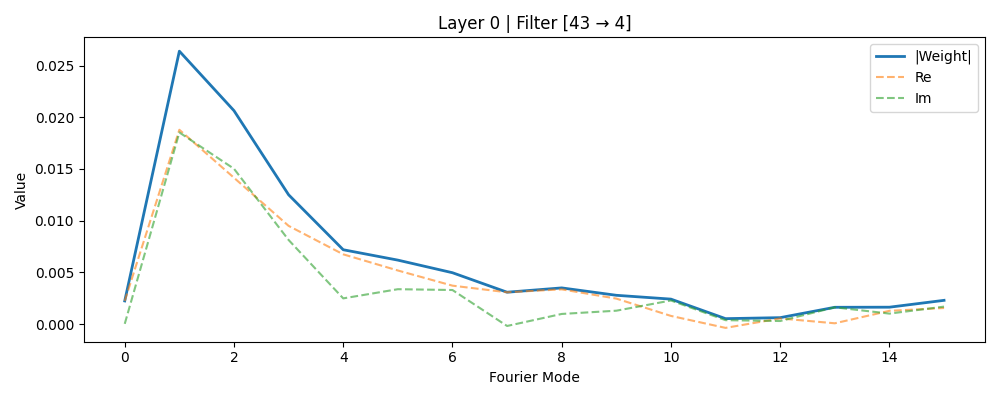 Layer 0 | Filter [43 → 4]
|Weight|
Re
Im
Value
0.025
0.020
0.015
0.010
0.005
0.000
0 2 4 6 8 10 12 14
Fourier Mode